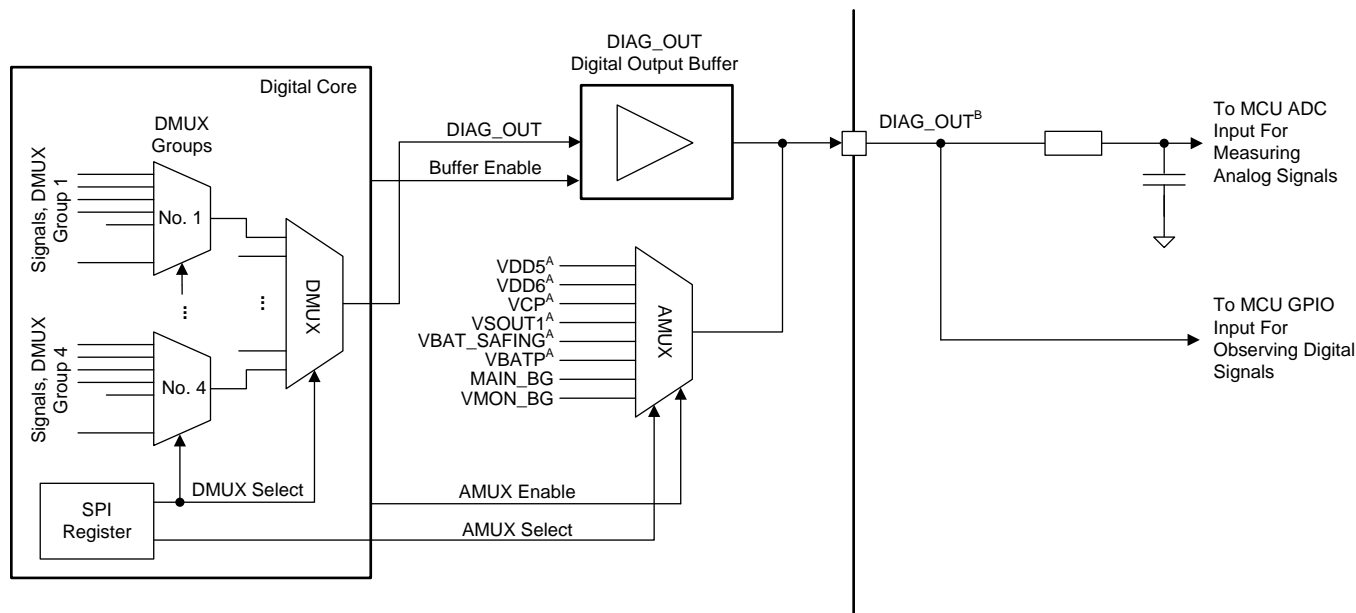 DIAG_OUT
Digital Output Buffer
Digital Core
DMUX
Groups
Signals, DMUX
Group 1
No. 1
...
...
DMUX
Signals, DMUX
Group 4
No. 4
SPI
Register
DMUX Select
DIAG_OUT
Buffer Enable
VDD5ᴬ
VDD6ᴬ
VCPᴬ
VSOUT1ᴬ
VBAT_SAFINGᴬ
VBATPᴬ
MAIN_BG
VMON_BG
AMUX
AMUX Enable
AMUX Select
DIAG_OUTᴮ
To MCU ADC
Input For
Measuring
Analog Signals
To MCU GPIO
Input For
Observing Digital
Signals